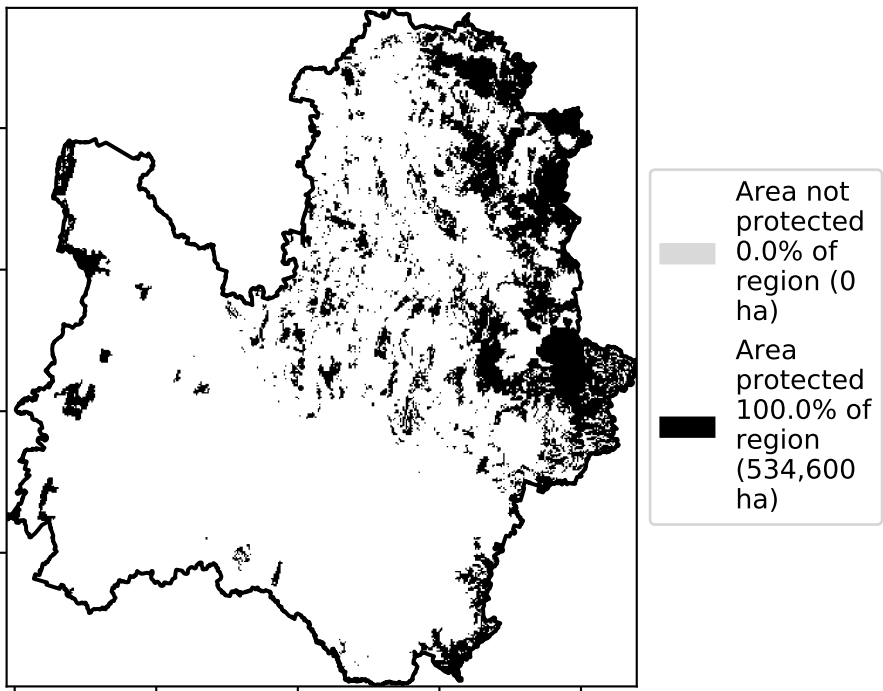 Area not
protected
0.0% of
region (0
ha)
Area
protected
100.0% of
region
(534,600
ha)